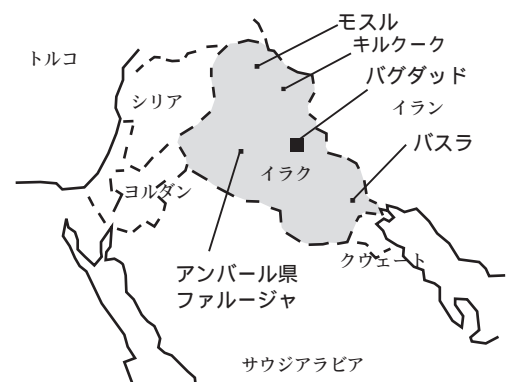 モスル
キルクーク
トルコ
バグダッド
シリア
イラン
バスラ
イラク
ヨルダン
クウェート
アンバール県
ファルージャ
サウジアラビア